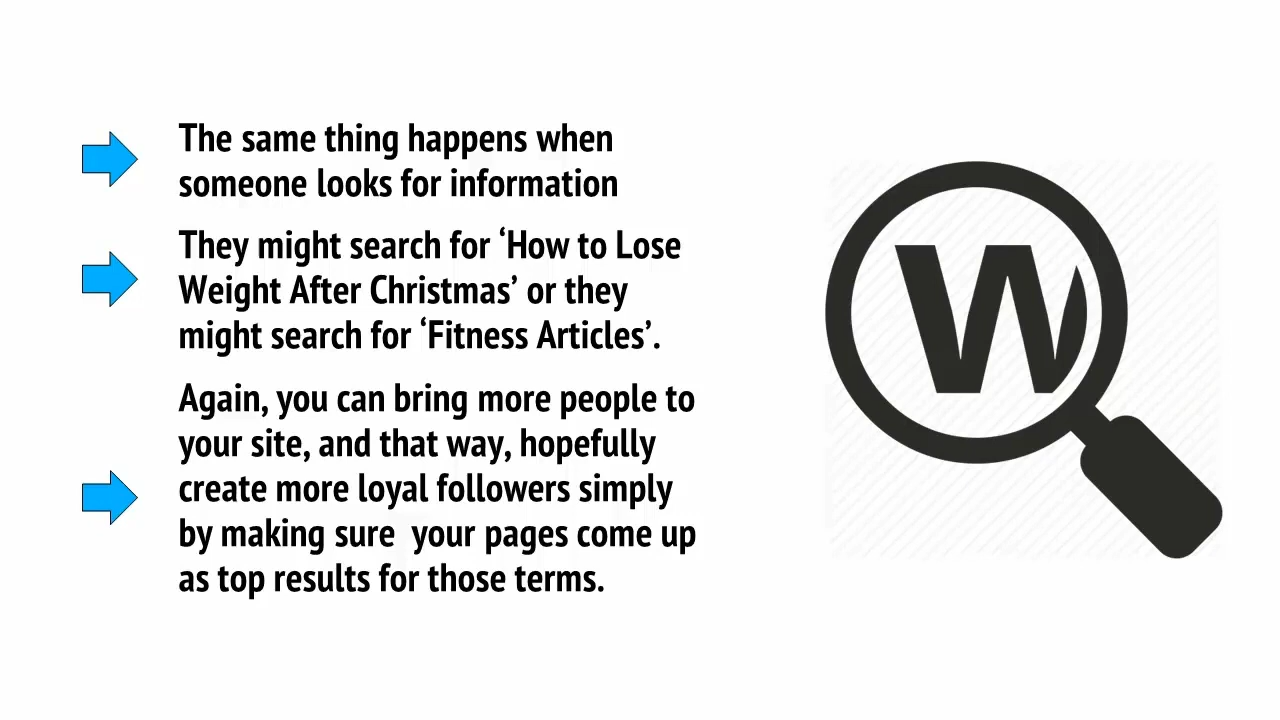 The same thing happens when
someone looks for information
They might search for ‘How to Lose
Weight After Christmas’ or they
might search for ‘Fitness Articles’.
Again, you can bring more people to
your site, and that way, hopefully
create more loyal followers simply
by making sure  your pages come up
as top results for those terms.
W